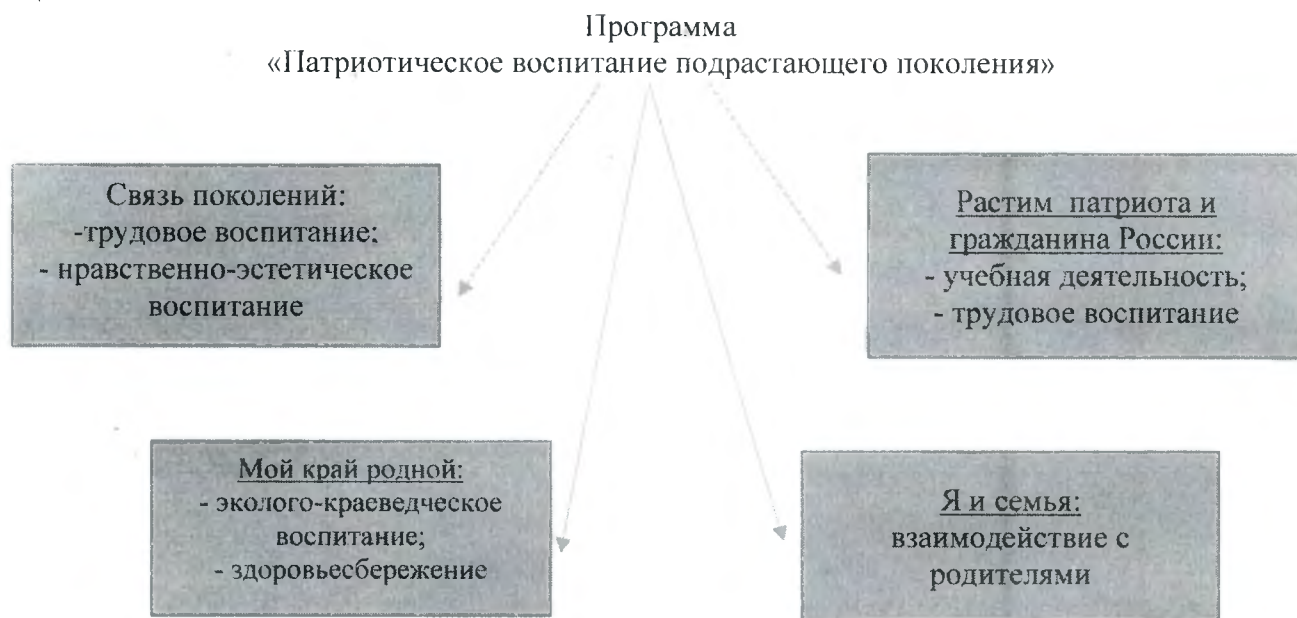 Программа
«Патриотическое воспитание подрастающего поколения»
Связь поколений:
-трудовое воспитание;
- нравственно-эстетическое
воспитание
Растим патриота и
гражданина России:
- учебная деятельность;
- трудовое воспитание
Мой край родной:
- эколого-краеведческое
воспитание;
- здоровьесбережение
Я и семья:
взаимодействие с
родителями